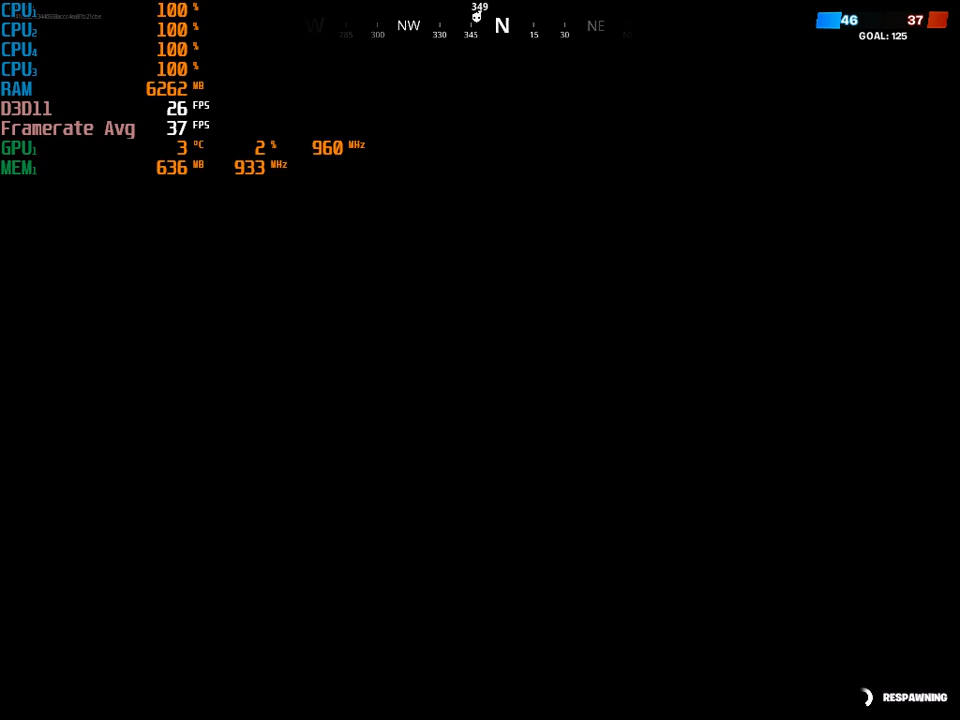 CPU1 100 %
CPU2 100 %
CPU4 100 %
CPU3 100 %
RAM 6262 MB
D3D11 26 FPS
Framerate Avg 37 FPS
GPU1 3 °C 2 % 960 MHz
MEM1 636 MB 933 MHz
349
W NW N NE
285 300 330 345 15 30 60
46 37
GOAL: 125
RESPAWNING